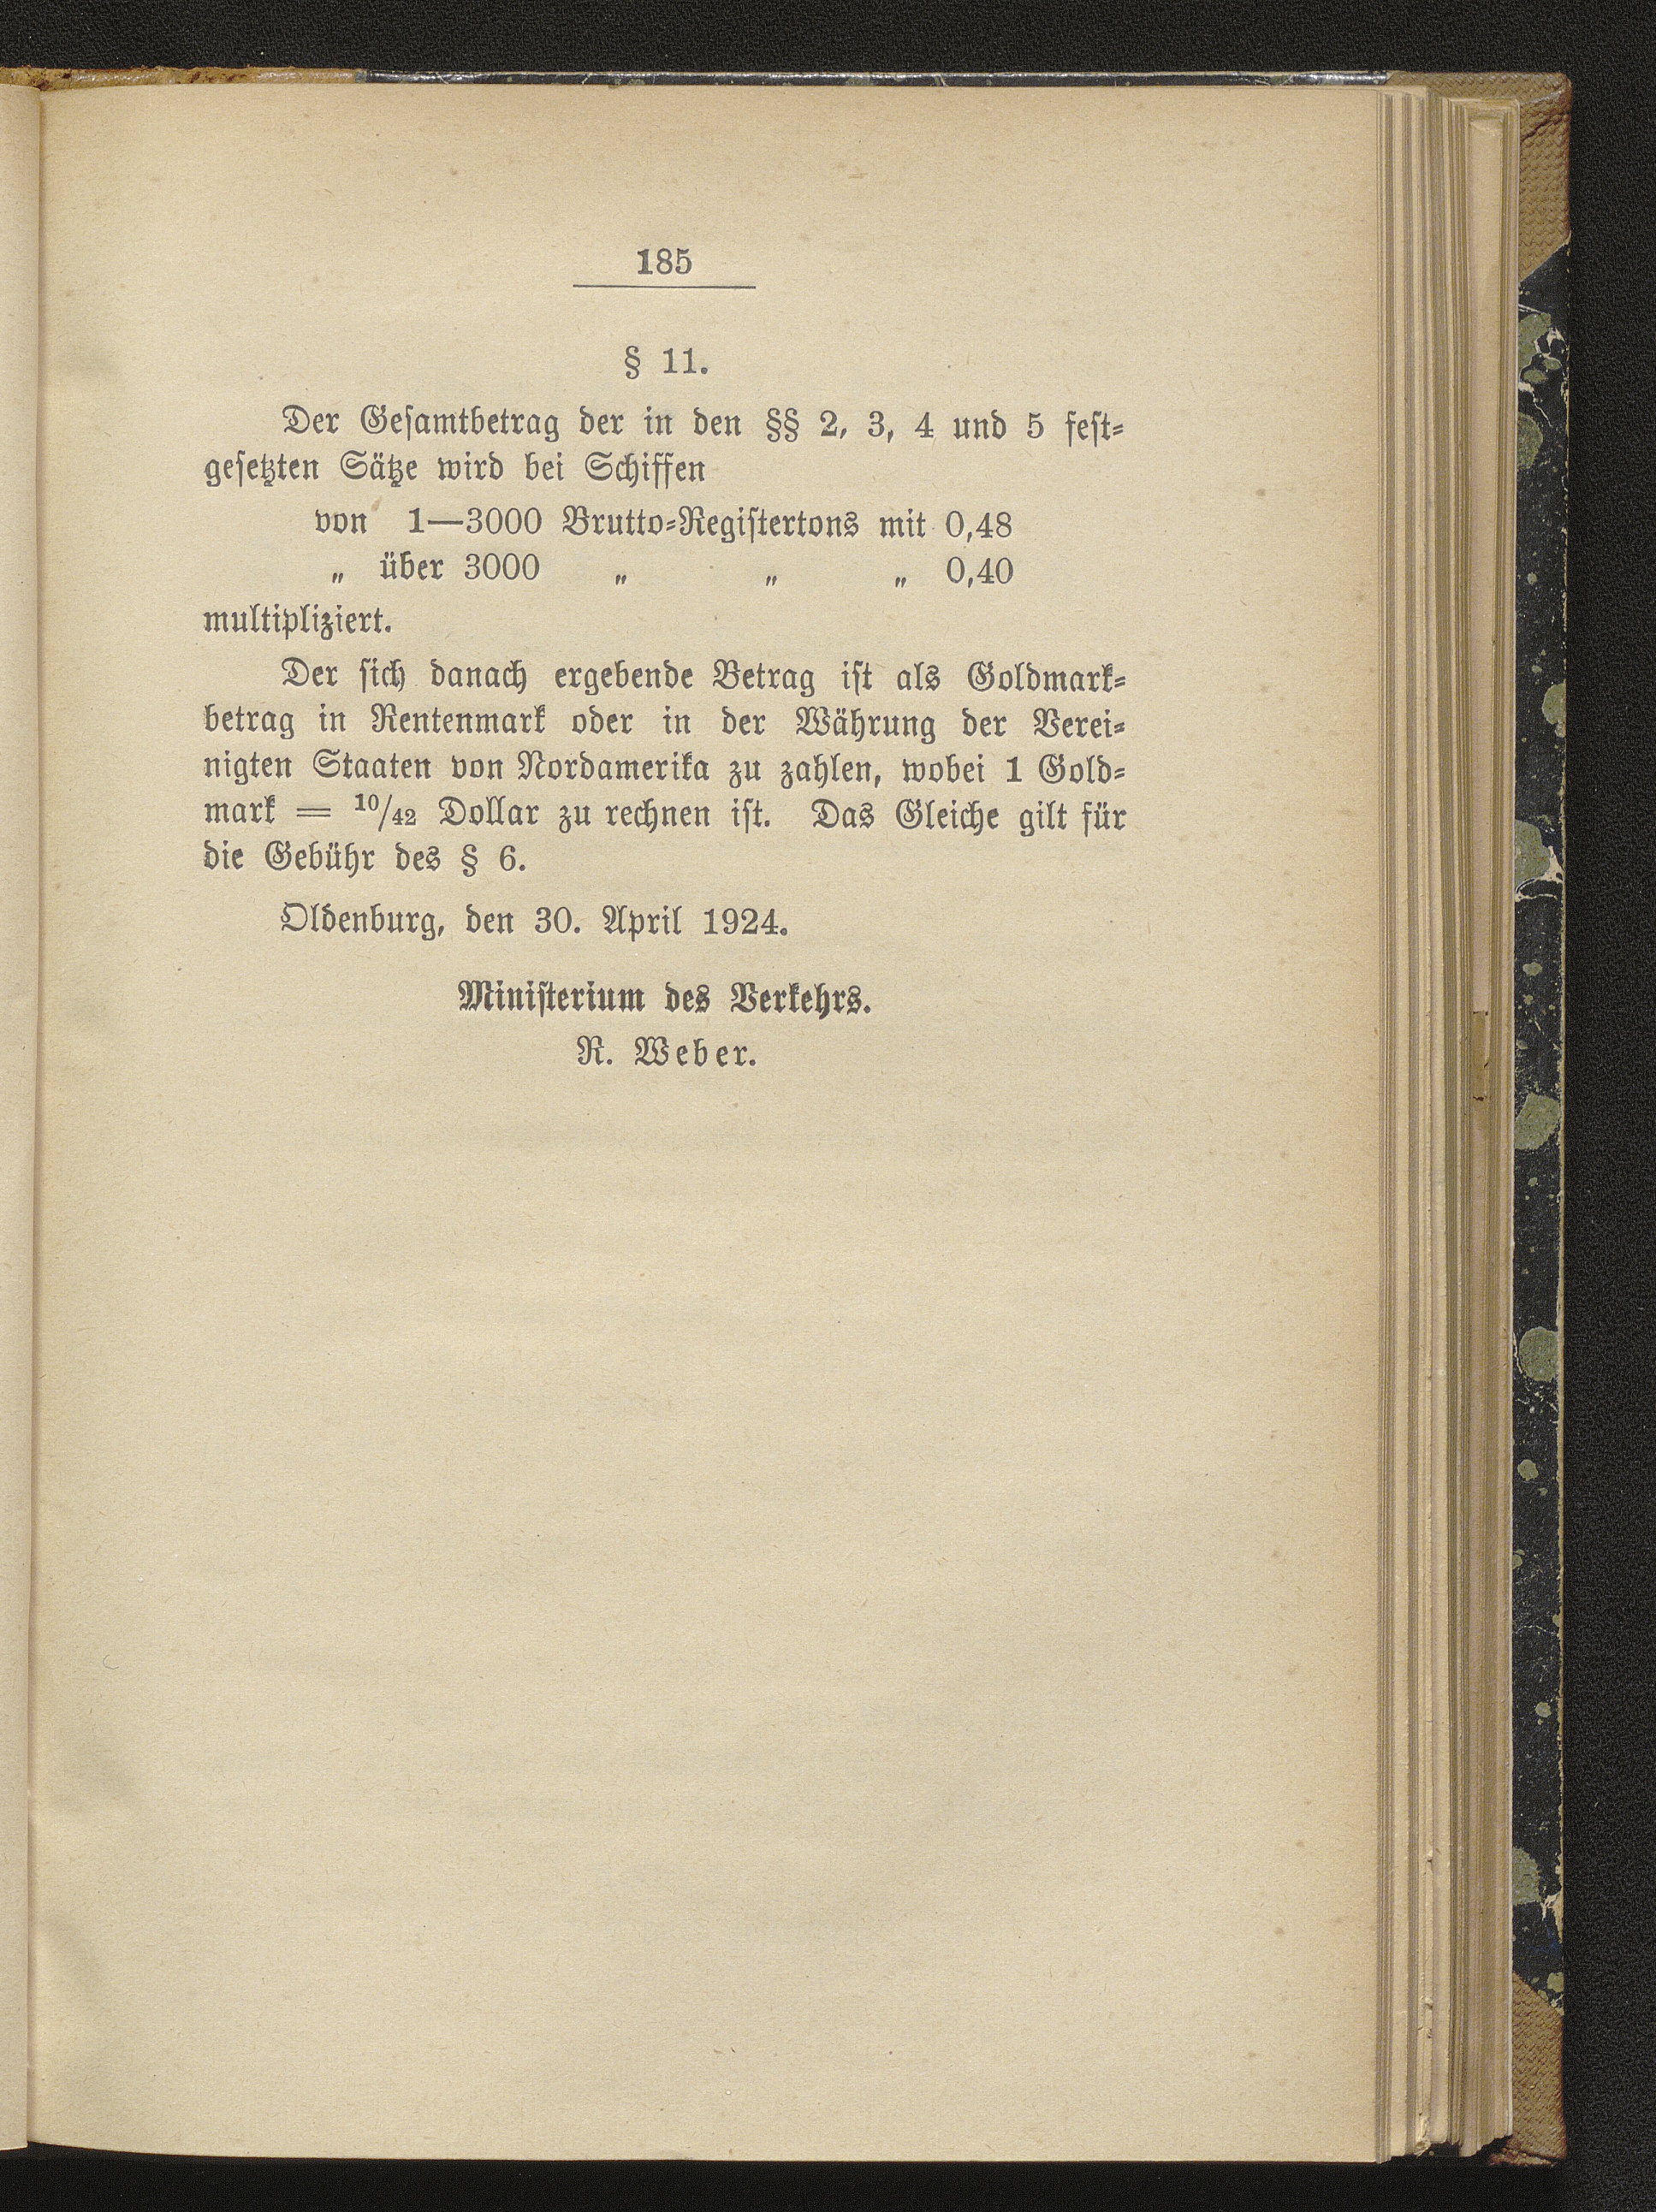 185
§ 11.
Der Gesamtbetrag der in den §§ 2, 3, 4 und 5 fest-
gesetzten Sätze wird bei Schiffen
von 1—3000 Brutto-Registertons mit 0,48
„ über 3000 „ „ „ 0,40
multipliziert.
Der sich danach ergebende Betrag ist als Goldmark-
betrag in Rentenmark oder in der Währung der Verei-
nigten Staaten von Nordamerika zu zahlen, wobei 1 Gold-
mark = 10/42 Dollar zu rechnen ist. Das Gleiche gilt für
die Gebühr des § 6.
Oldenburg, den 30. April 1924.
Ministerium des Verkehrs.
R. Weber.